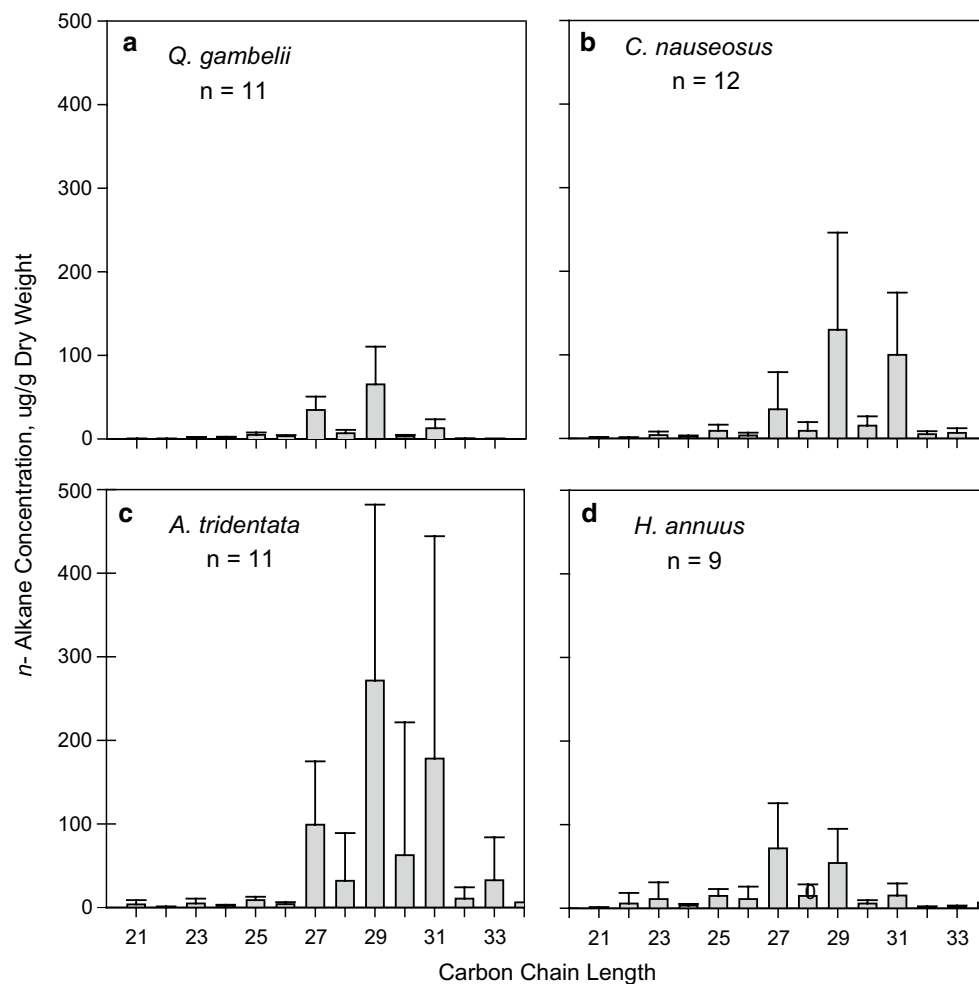 n- Alkane Concentration, ug/g Dry Weight
a
Q. gambelii
n = 11
500
400
300
200
100
0
b
C. nauseosus
n = 12
c
A. tridentata
n = 11
500
400
300
200
100
0
21 23 25 27 29 31 33
d
H. annuus
n = 9
0
21 23 25 27 29 31 33
Carbon Chain Length